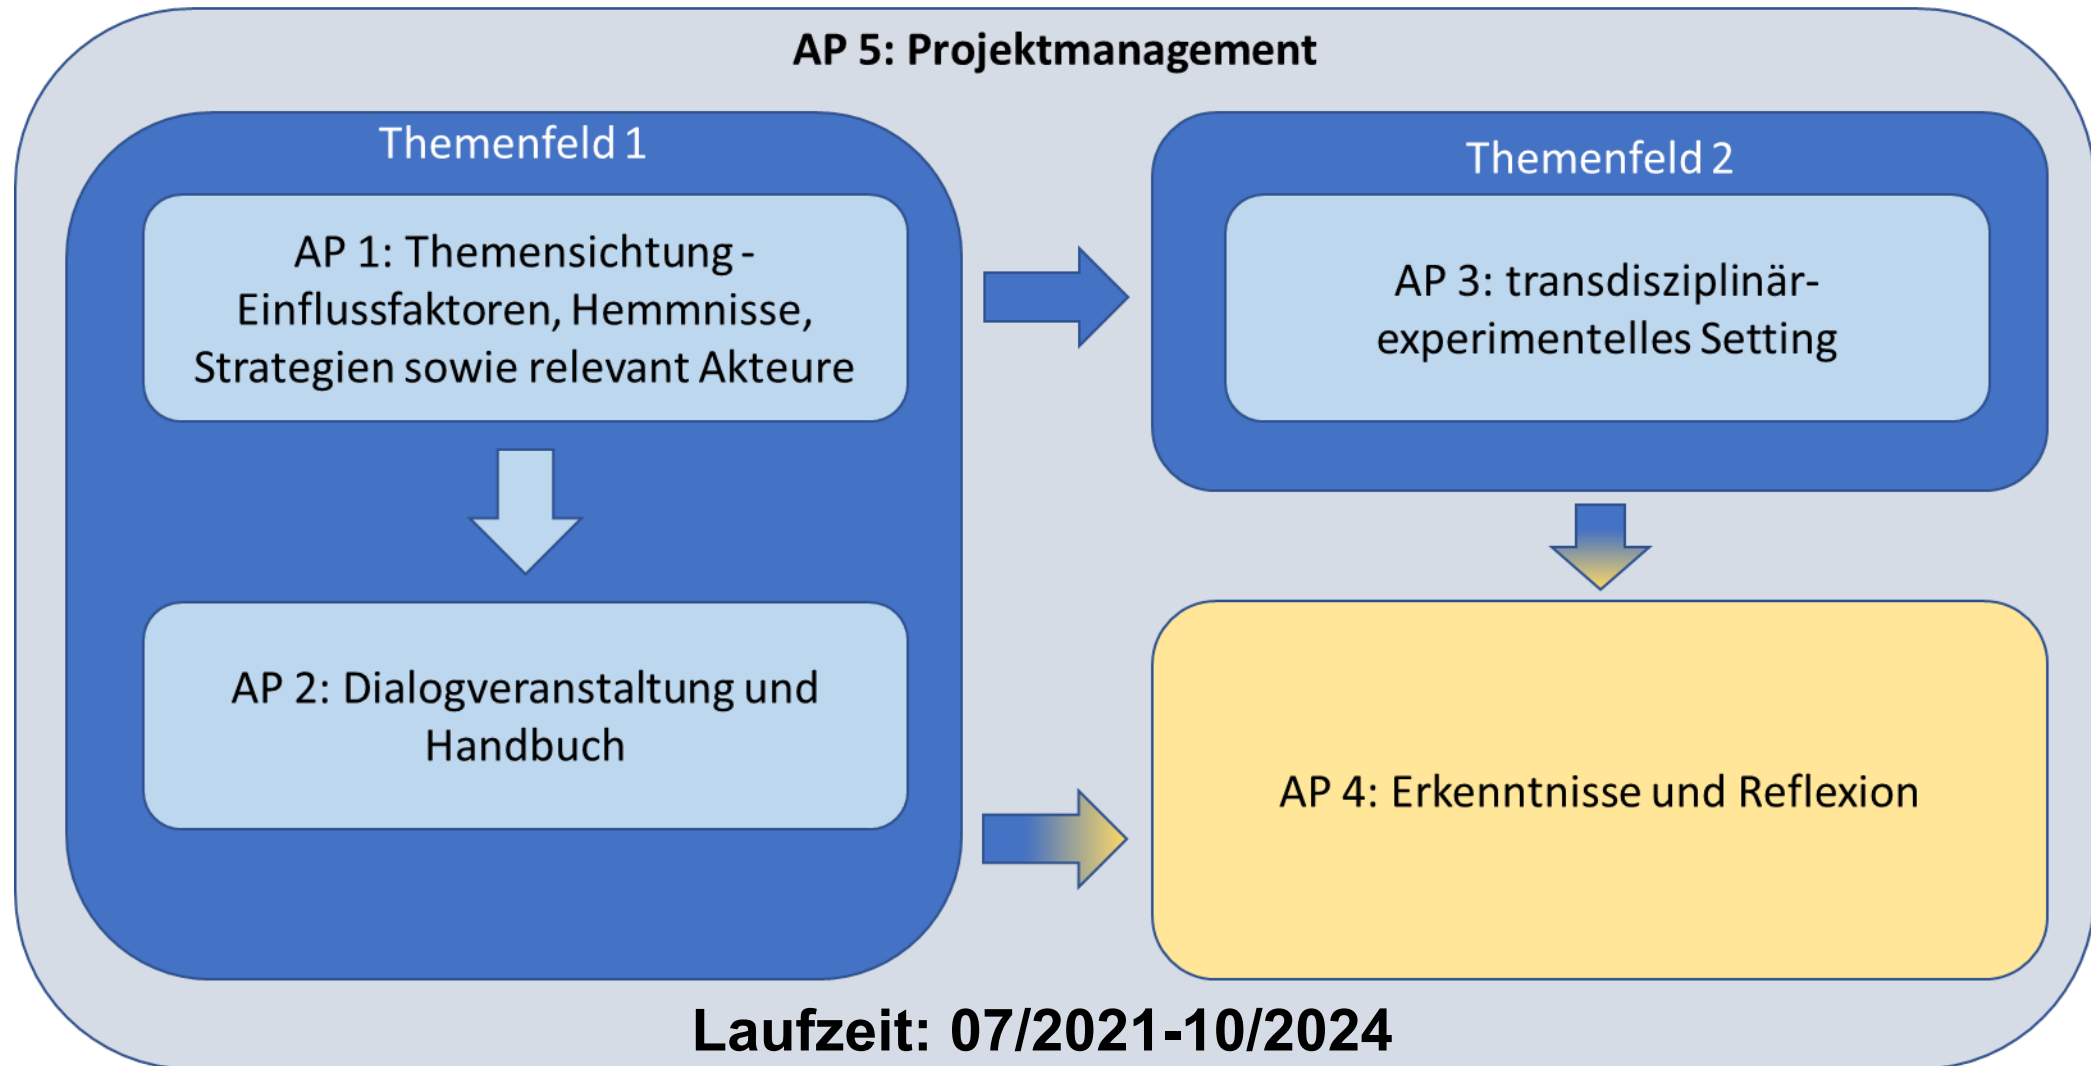 AP 5: Projektmanagement
Themenfeld 1
AP 1: Themensichtung -
Einflussfaktoren, Hemmnisse,
Strategien sowie relevant Akteure
AP 2: Dialogveranstaltung und
Handbuch
Themenfeld 2
AP 3: transdisziplinär-
experimentelles Setting
AP 4: Erkenntnisse und Reflexion
Laufzeit: 07/2021-10/2024